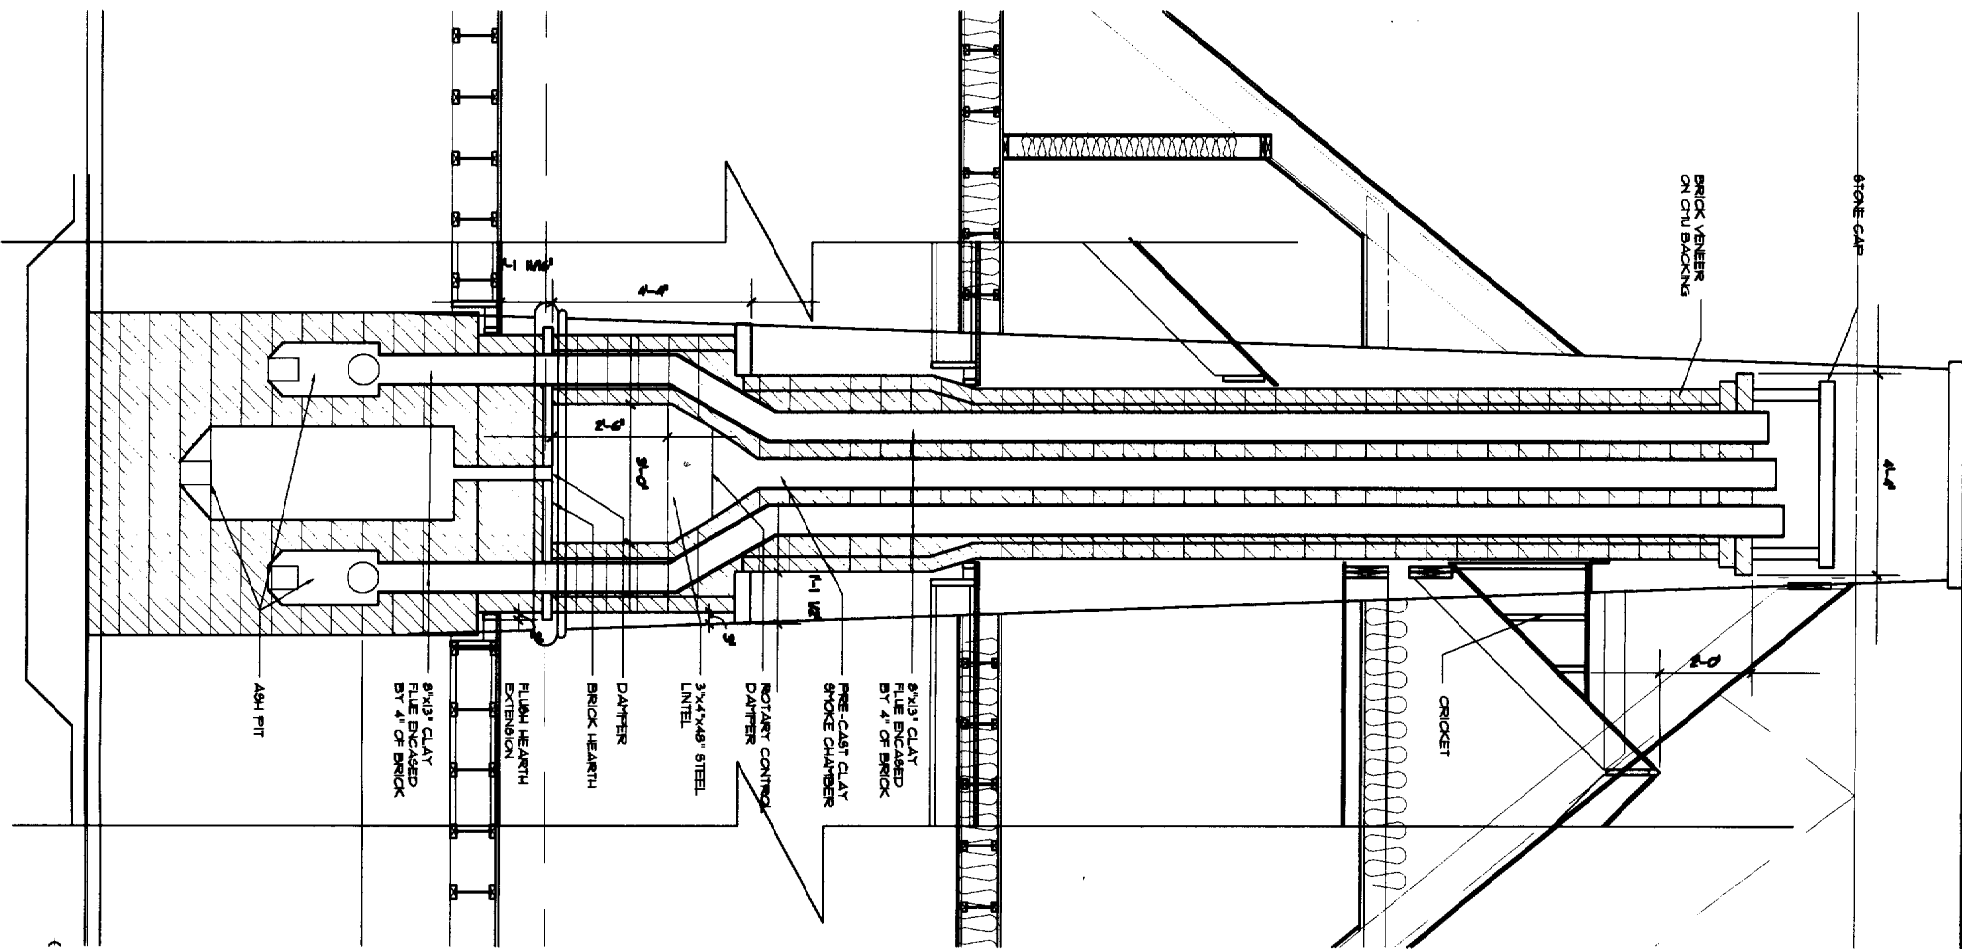 STONE CAP
BRICK VENEER
ON CMU BACKING
4'-4"
4'-4"
2'-6"
3'-0"
1'-1 1/2"
3"
2'-0"
CRICKET
8"x13" CLAY
FLUE ENCASED
BY 4" OF BRICK
PRE-CAST CLAY
SMOKE CHAMBER
ROTARY CONTROL
DAMPER
3"x4"x48" STEEL
LINTEL
DAMPER
BRICK HEARTH
FLUSH HEARTH
EXTENSION
8"x13" CLAY
FLUE ENCASED
BY 4" OF BRICK
ASH PIT